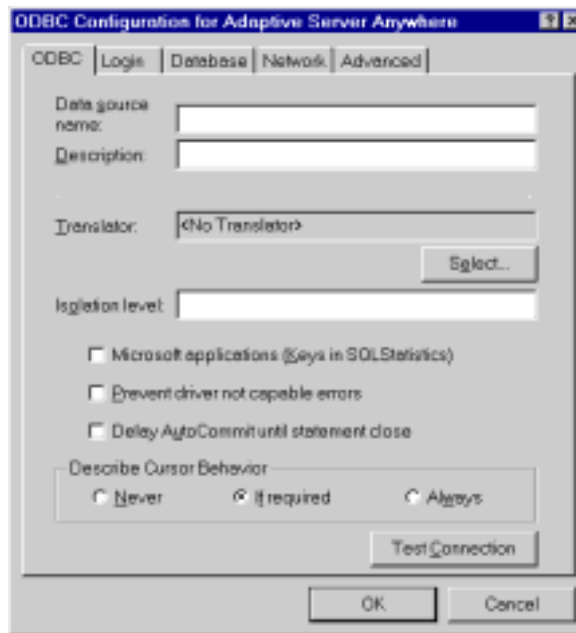 ODBC Configuration for Adaptive Server Anywhere
ODBC Login Database Network Advanced
Data source
name:
Description:
Translator: <No Translator>
Select...
Isolation level:
Microsoft applications (Keys in SQLStatistics)
Prevent driver not capable errors
Delay AutoCommit until statement close
Describe Cursor Behavior
Never If required Always
Test Connection
OK Cancel